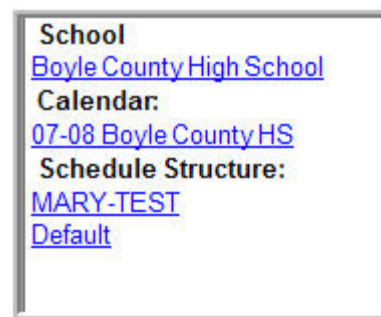 School
Boyle County High School
Calendar:
07-08 Boyle County HS
Schedule Structure:
MARY-TEST
Default